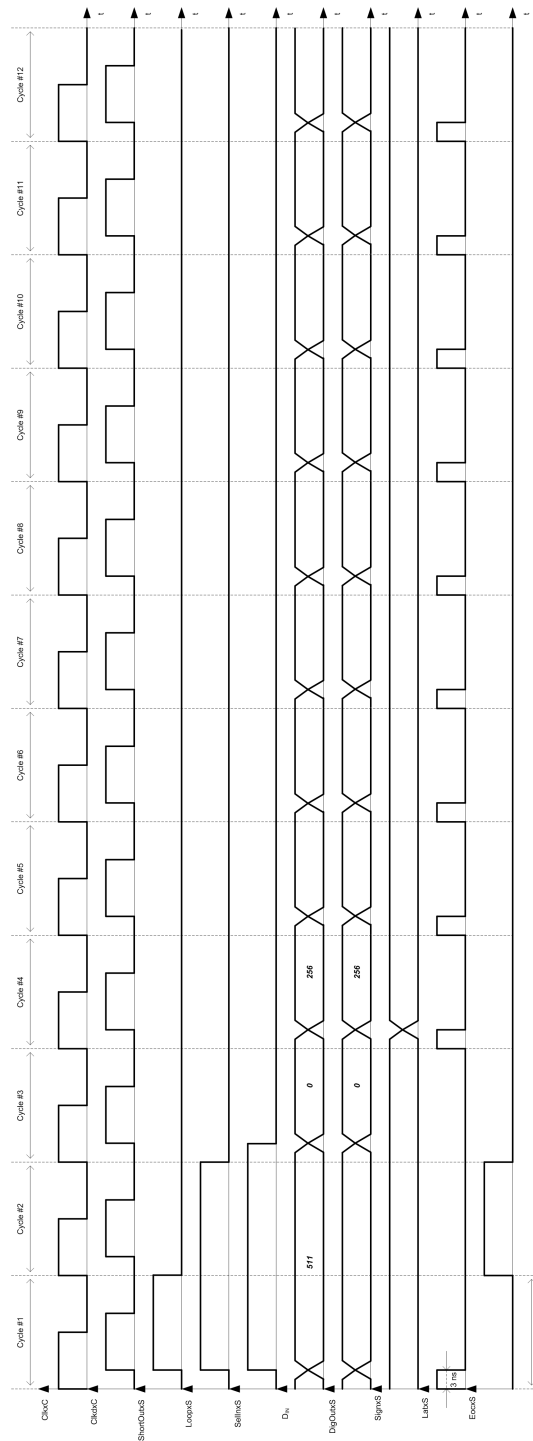 Cycle #1
Cycle #2
Cycle #3
Cycle #4
Cycle #5
Cycle #6
Cycle #7
Cycle #8
Cycle #9
Cycle #10
Cycle #11
Cycle #12
ClkxC
t
ClkdxC
t
ShortOutxS
t
LoopxS
t
SelInxS
t
DIN
511
0
256
t
DigOutxS
0
256
t
SignxS
t
LatxS
3 ns
t
EocxS
t